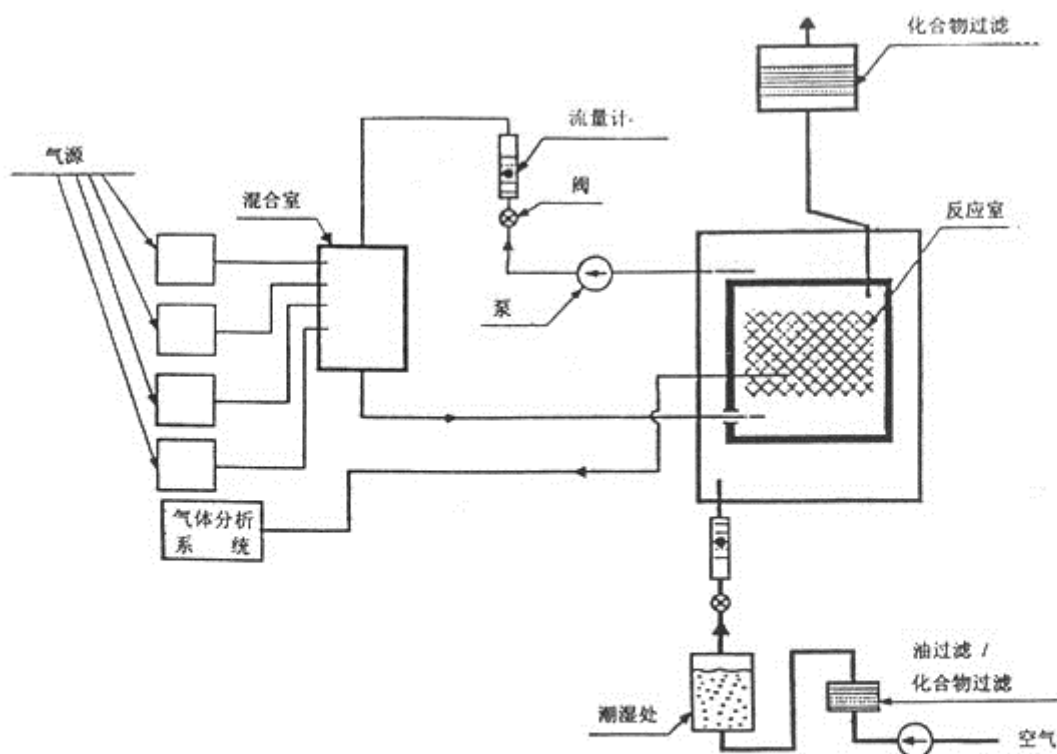 化合物过滤
流量计
气源
阀
混合室
反应室
泵
气体分析
系 统
油过滤 /
化合物过滤
潮湿处
空气